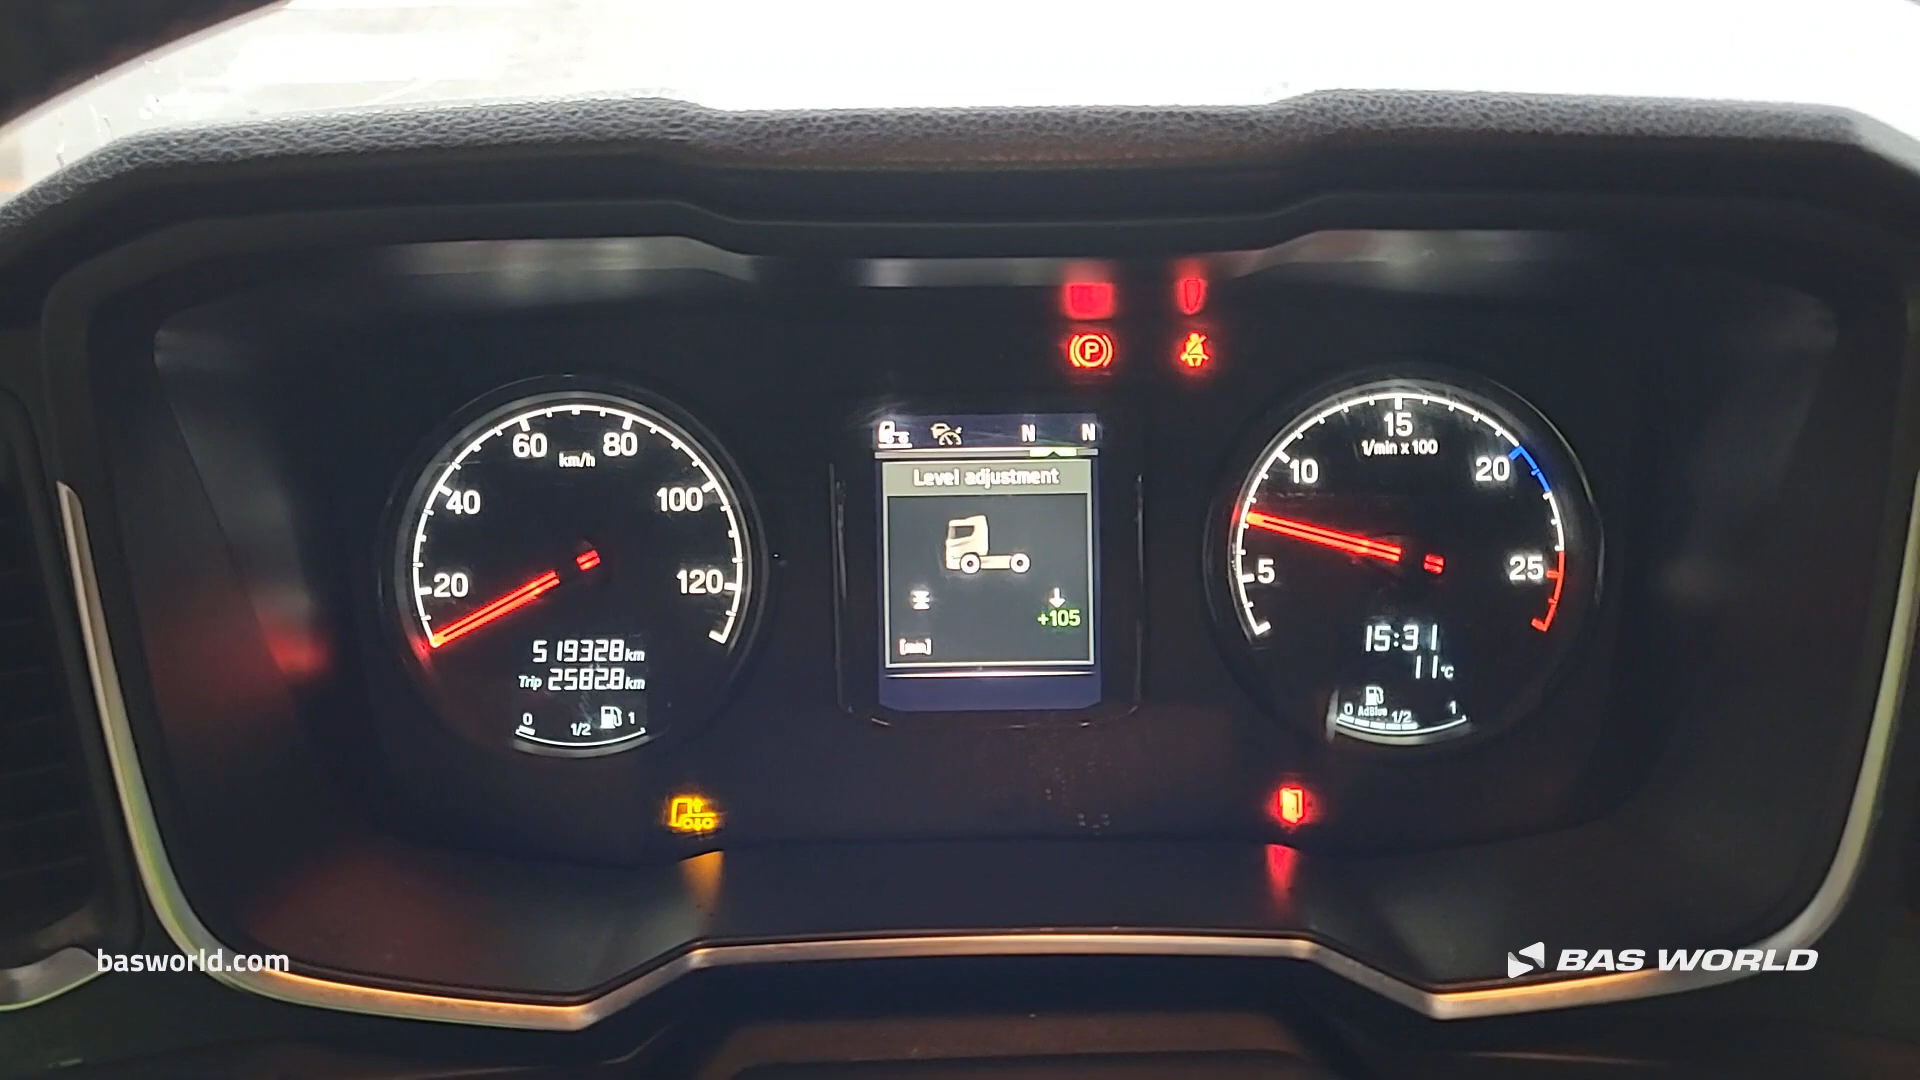 P
N N
Level adjustment
+105
[mm]
60 80
km/h
40 100
20 120
519328 km
Trip 2582.8 km
0 1/2 1
15
1/min x 100
10 20
5 25
15:31
11°C
0 AdBlue 1/2 1
basworld.com
BAS WORLD